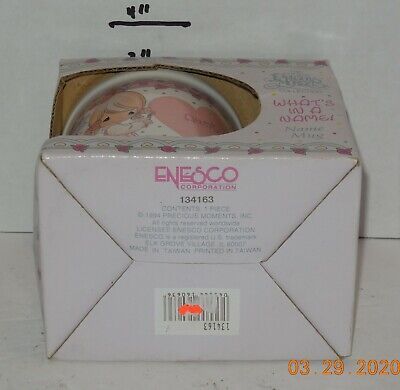 4"
Precious
Moments
WHAT'S
IN A
NAME!
Name
Mug
ENESCO
CORPORATION
134163
CONTENTS: 1 PIECE
© 1994 PRECIOUS MOMENTS, INC.
All rights reserved worldwide
LICENSEE ENESCO CORPORATION
ENESCO is a registered U.S. trademark
ELK GROVE VILLAGE, IL 60007
MADE IN TAIWAN PRINTED IN TAIWAN
134163
03.29.2020